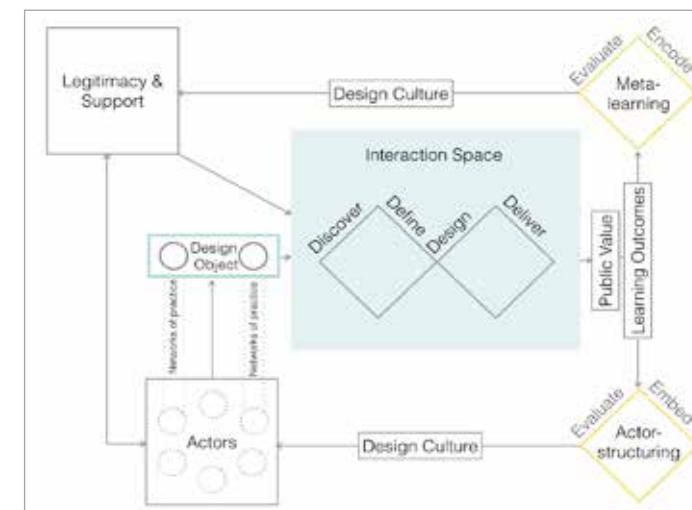 Legitimacy &
Support
Design Culture
Evaluate
Encode
Meta-
learning
Interaction Space
Discover
Define
Design
Deliver
Design
Object
Public Value
Learning Outcomes
Networks of practice
Networks of practice
Actors
Design Culture
Evaluate
Embed
Actor-
structuring